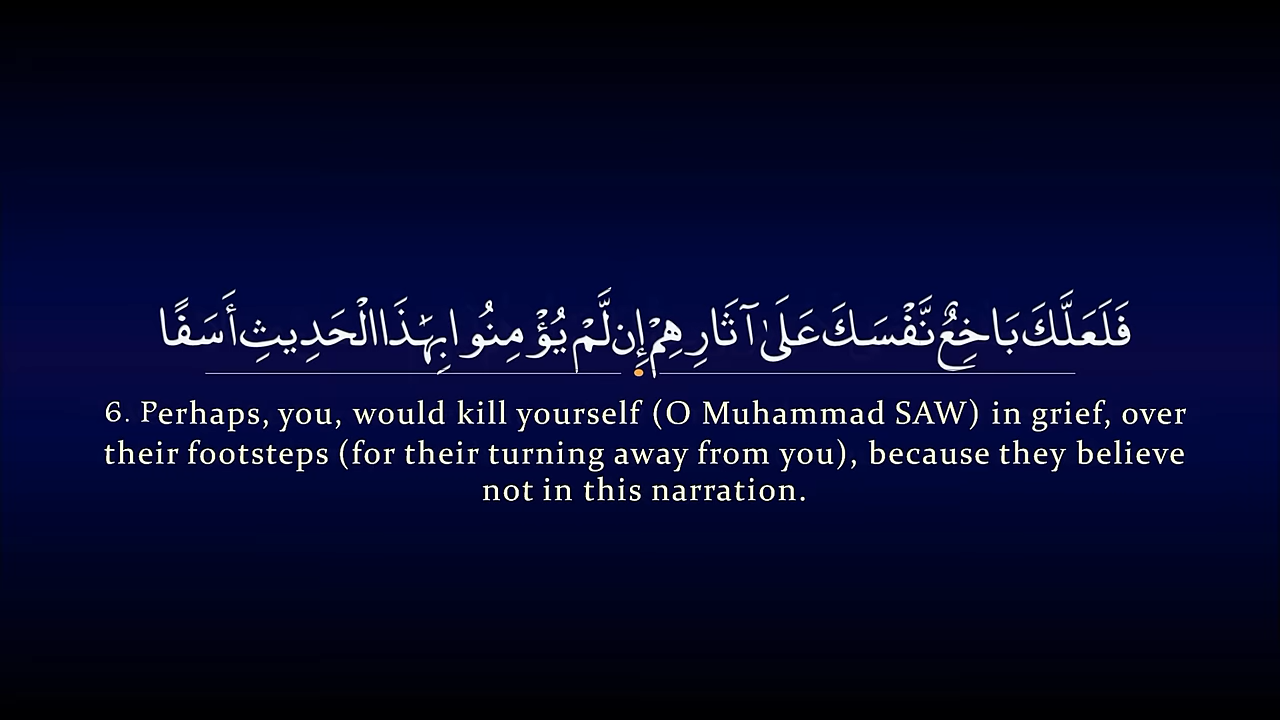 فَلَعَلَّكَ بَاخِعٌ نَّفْسَكَ عَلَىٰ آثَارِهِمْ إِن لَّمْ يُؤْمِنُوا بِهَٰذَا الْحَدِيثِ أَسَفًا
6. Perhaps, you, would kill yourself (O Muhammad SAW) in grief, over
their footsteps (for their turning away from you), because they believe
not in this narration.